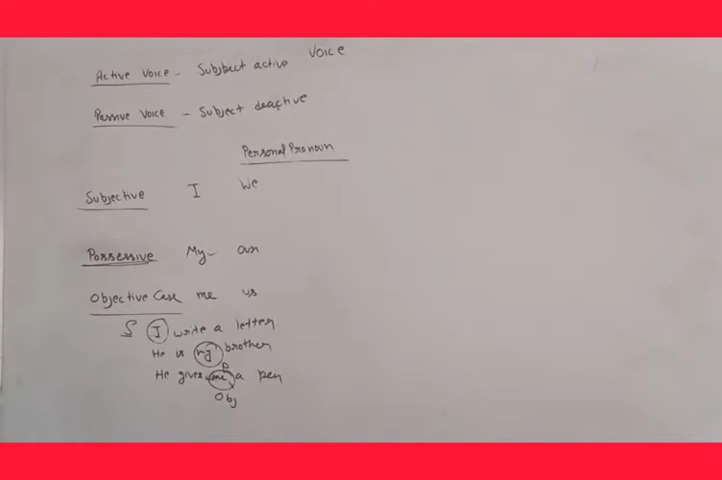 Voice
Active Voice - Subject active
Passive Voice - Subject deactive
Personal Pronoun
Subjective I We
Possessive My- our
Objective Case me us
S I write a letter
He is my brother
P
He gives me a pen
Obj